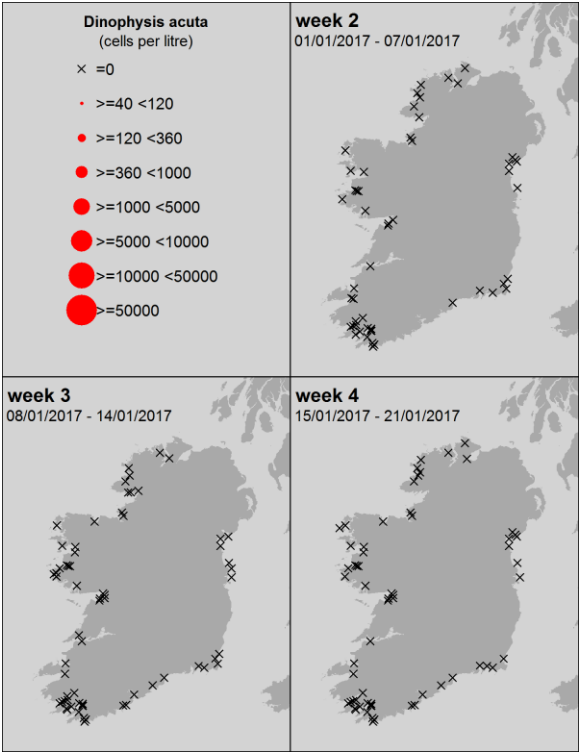 Dinophysis acuta
(cells per litre)
=0
>=40 <120
>=120 <360
>=360 <1000
>=1000 <5000
>=5000 <10000
>=10000 <50000
>=50000
week 2
01/01/2017 - 07/01/2017
week 3
08/01/2017 - 14/01/2017
week 4
15/01/2017 - 21/01/2017